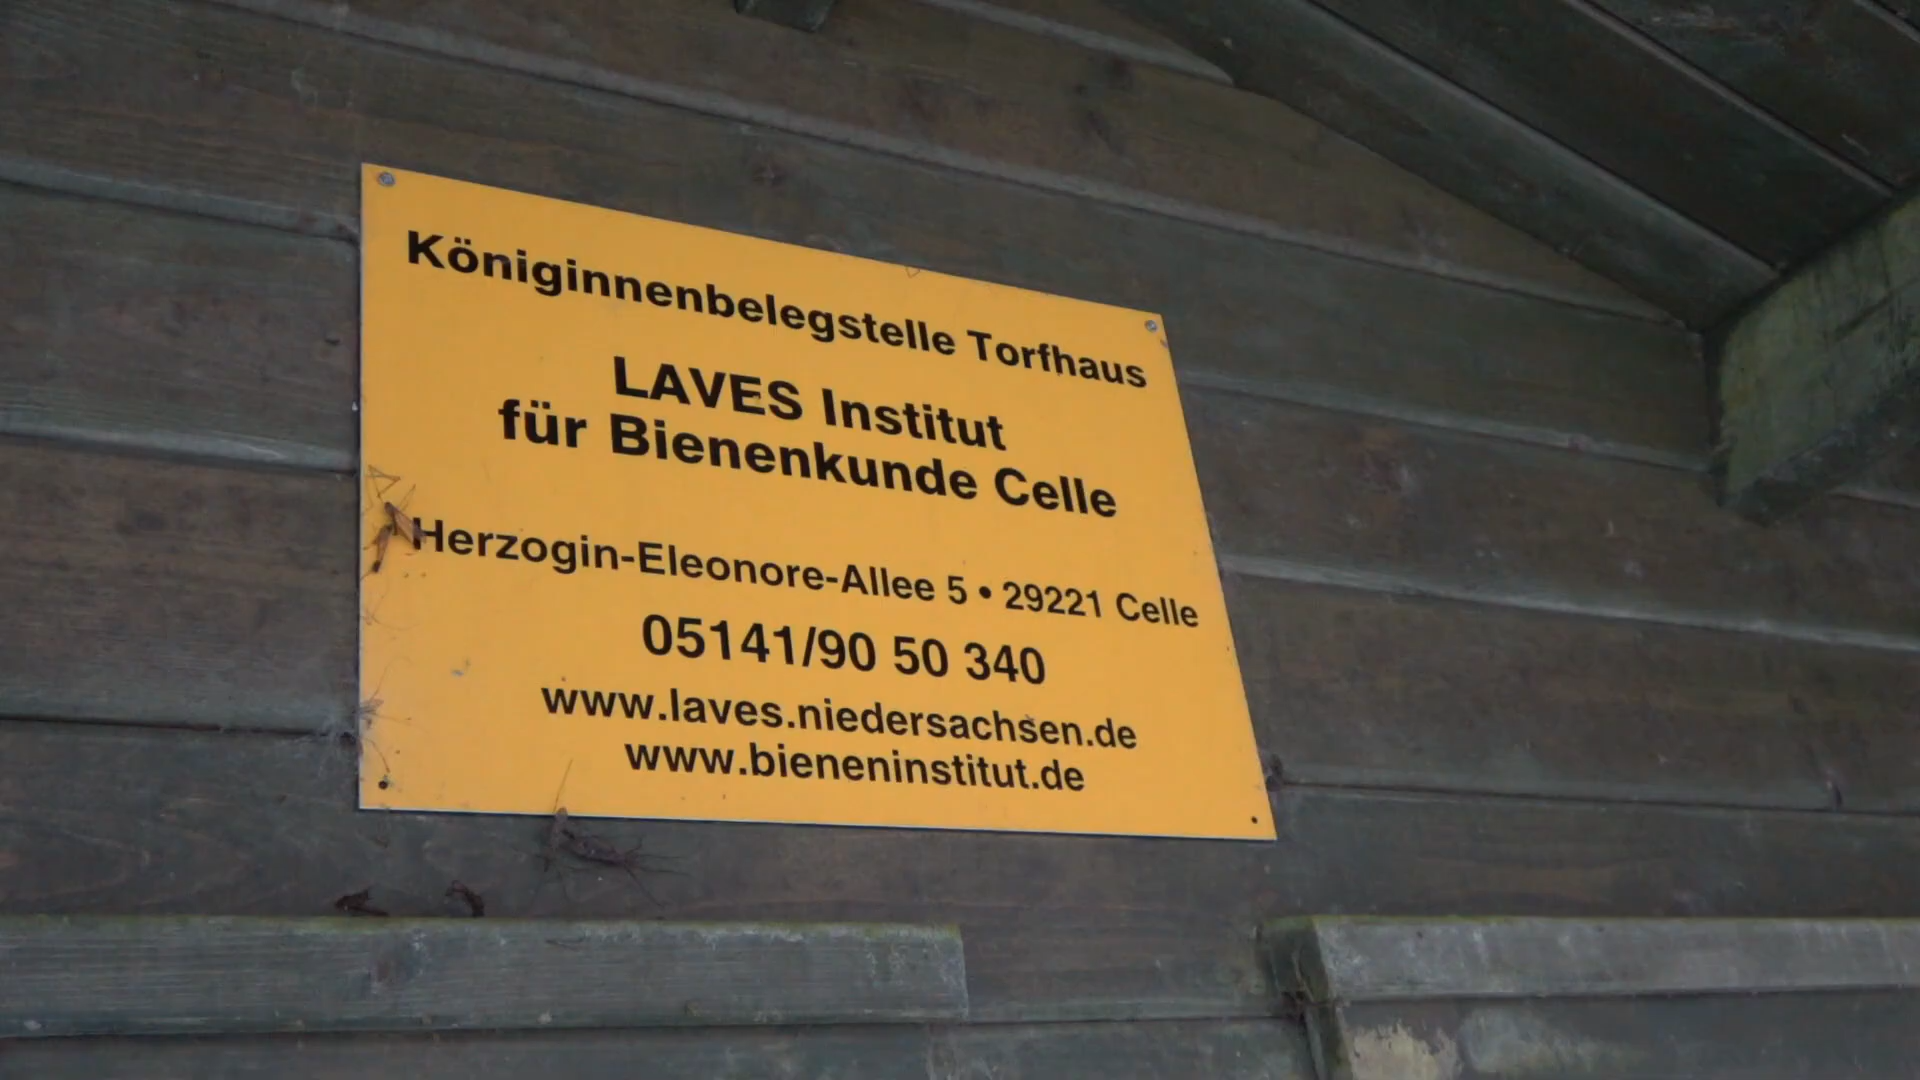 Königinnenbelegstelle Torfhaus
LAVES Institut
für Bienenkunde Celle
Herzogin-Eleonore-Allee 5 • 29221 Celle
05141/90 50 340
www.laves.niedersachsen.de
www.bieneninstitut.de